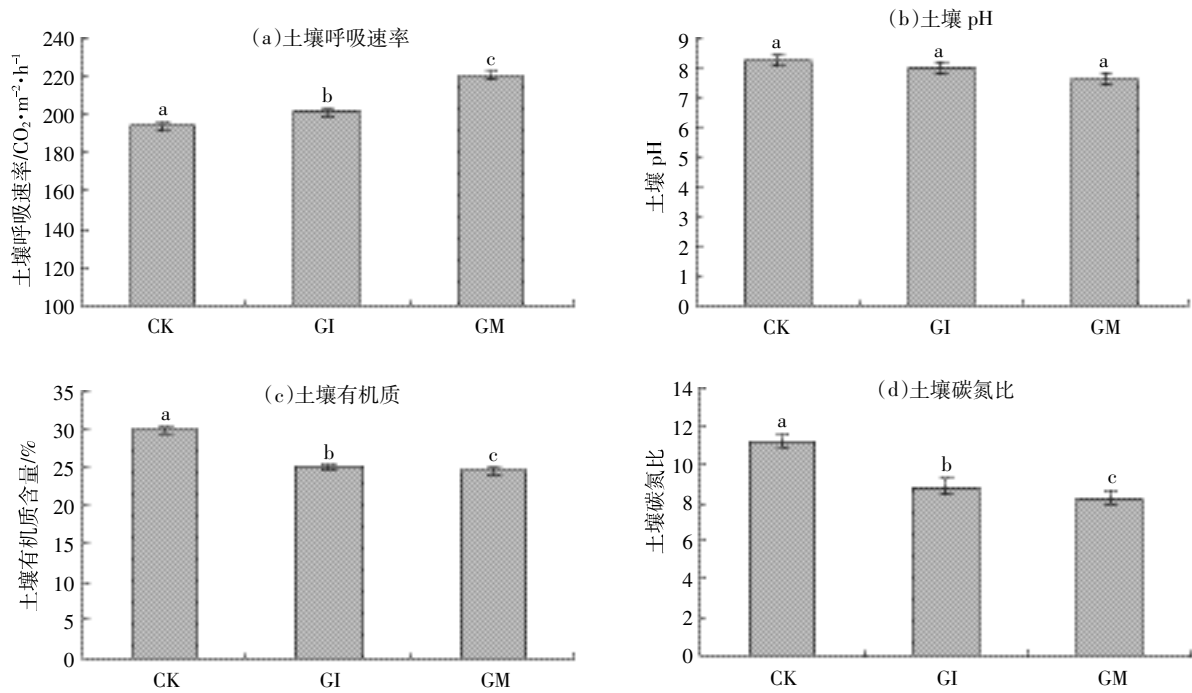 (a)土壤呼吸速率
土壤呼吸速率/CO₂•m⁻²•h⁻¹
240
220
200
180
160
140
120
100
a
b
c
CK
GI
GM
(b)土壤 pH
土壤 pH
9
8
7
6
5
4
3
2
1
0
a
a
a
CK
GI
GM
(c)土壤有机质
土壤有机质含量/%
35
30
25
20
15
10
5
0
a
b
c
CK
GI
GM
(d)土壤碳氮比
土壤碳氮比
14
12
10
8
6
4
2
0
a
b
c
CK
GI
GM